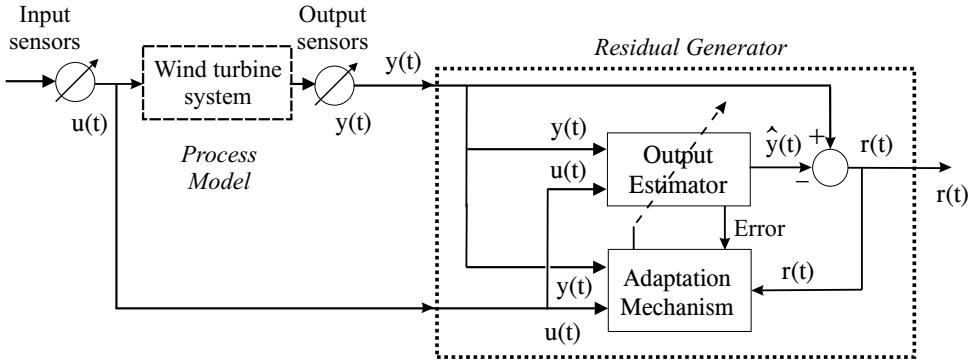 Input
sensors
u(t)
Wind turbine
system
Process
Model
Output
sensors
y(t)
y(t)
Residual Generator
y(t)
u(t)
Output
Estimator
ŷ(t)
+
−
r(t)
r(t)
Error
y(t)
u(t)
Adaptation
Mechanism
r(t)